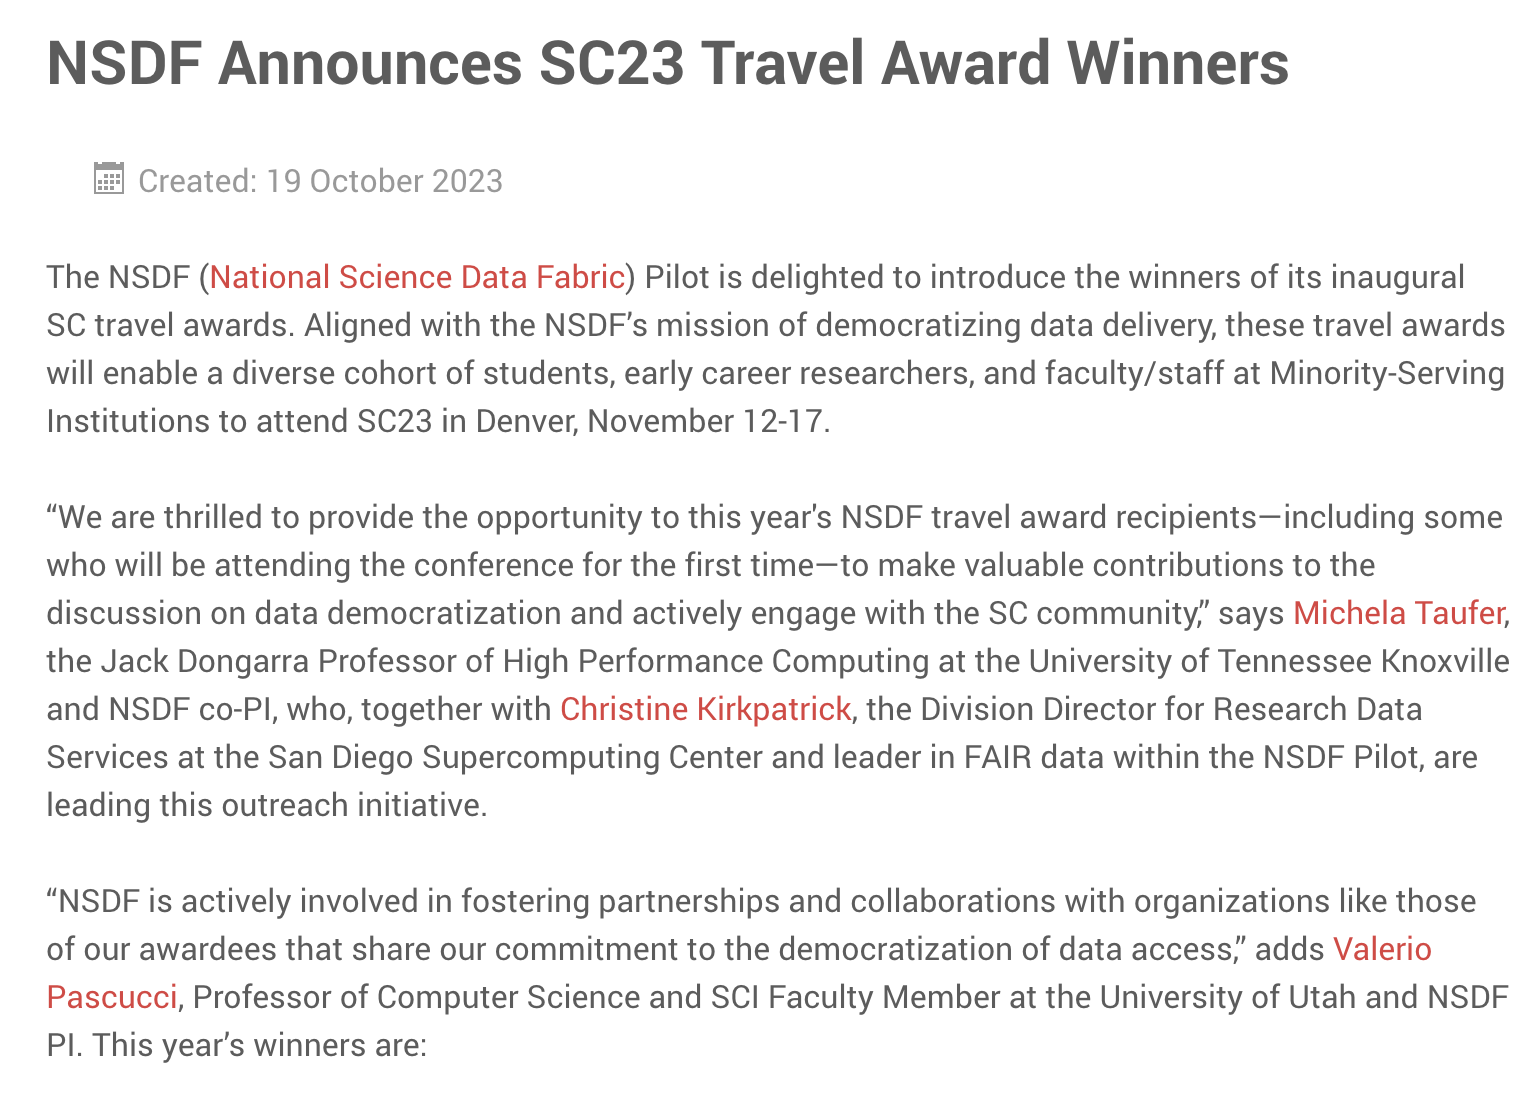 NSDF Announces SC23 Travel Award Winners
Created: 19 October 2023
The NSDF (National Science Data Fabric) Pilot is delighted to introduce the winners of its inaugural
SC travel awards. Aligned with the NSDF’s mission of democratizing data delivery, these travel awards
will enable a diverse cohort of students, early career researchers, and faculty/staff at Minority-Serving
Institutions to attend SC23 in Denver, November 12-17.
“We are thrilled to provide the opportunity to this year's NSDF travel award recipients—including some
who will be attending the conference for the first time—to make valuable contributions to the
discussion on data democratization and actively engage with the SC community,” says Michela Taufer,
the Jack Dongarra Professor of High Performance Computing at the University of Tennessee Knoxville
and NSDF co-PI, who, together with Christine Kirkpatrick, the Division Director for Research Data
Services at the San Diego Supercomputing Center and leader in FAIR data within the NSDF Pilot, are
leading this outreach initiative.
“NSDF is actively involved in fostering partnerships and collaborations with organizations like those
of our awardees that share our commitment to the democratization of data access,” adds Valerio
Pascucci, Professor of Computer Science and SCI Faculty Member at the University of Utah and NSDF
PI. This year’s winners are: